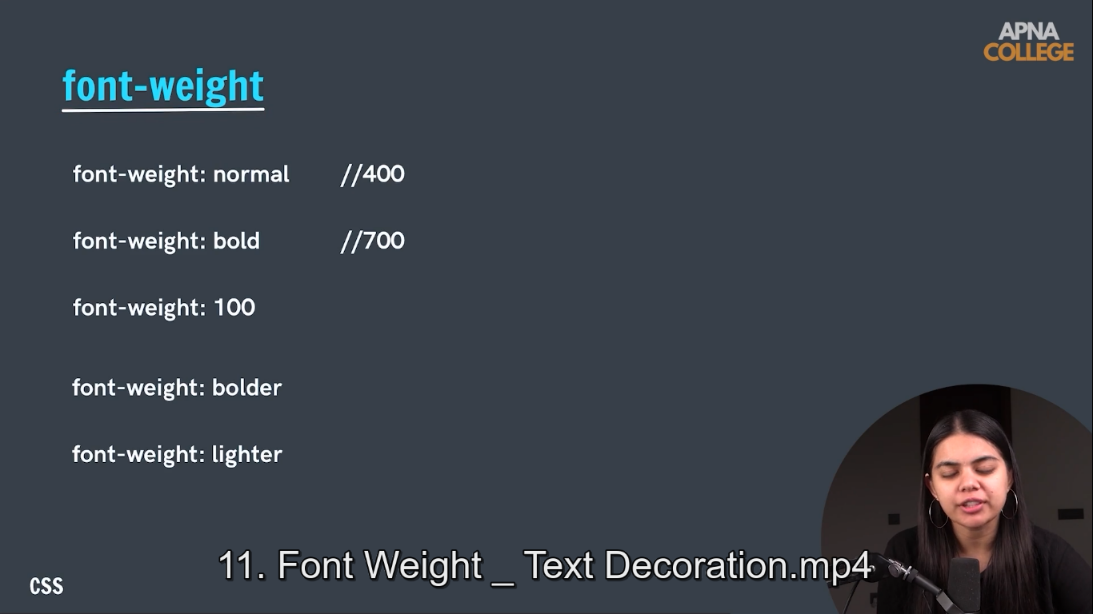 APNA
COLLEGE
font-weight
font-weight: normal //400
font-weight: bold //700
font-weight: 100
font-weight: bolder
font-weight: lighter
11. Font Weight _ Text Decoration.mp4
CSS